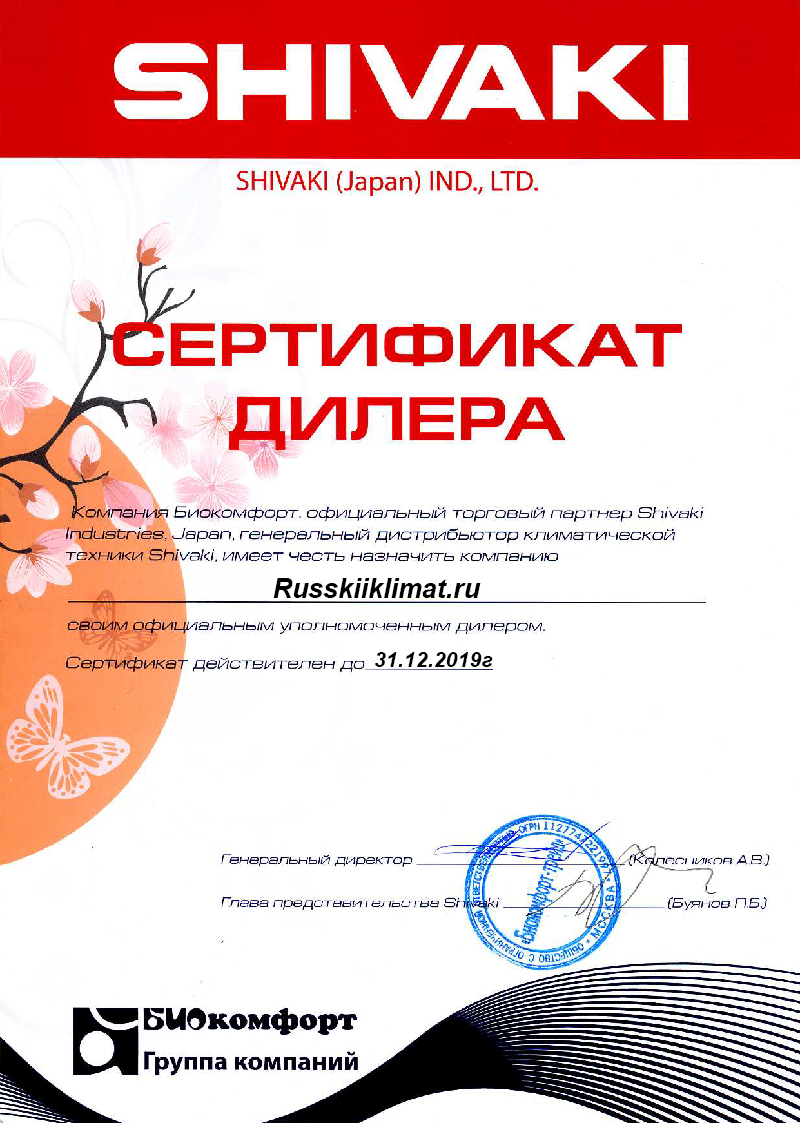 SHIVAKI
SHIVAKI (Japan) IND., LTD.
СЕРТИФИКАТ
ДИЛЕРА
Компания Биокомфорт, официальный торговый партнер Shivaki
Industries, Japan, генеральный дистрибьютор климатической
техники Shivaki, имеет честь назначить компанию
Russkiiklimat.ru
своим официальным уполномоченным дилером.
Сертификат действителен до 31.12.2019г
Генеральный директор (Колесников А.В.)
Глава представительства Shivaki (Буянов П.Б.)
ОБЩЕСТВО С ОГРАНИЧЕННОЙ ОТВЕТСТВЕННОСТЬЮ ОГРН
МОСКВА
"Биокомфорт-трейд"
БИОкомфорт
Группа компаний